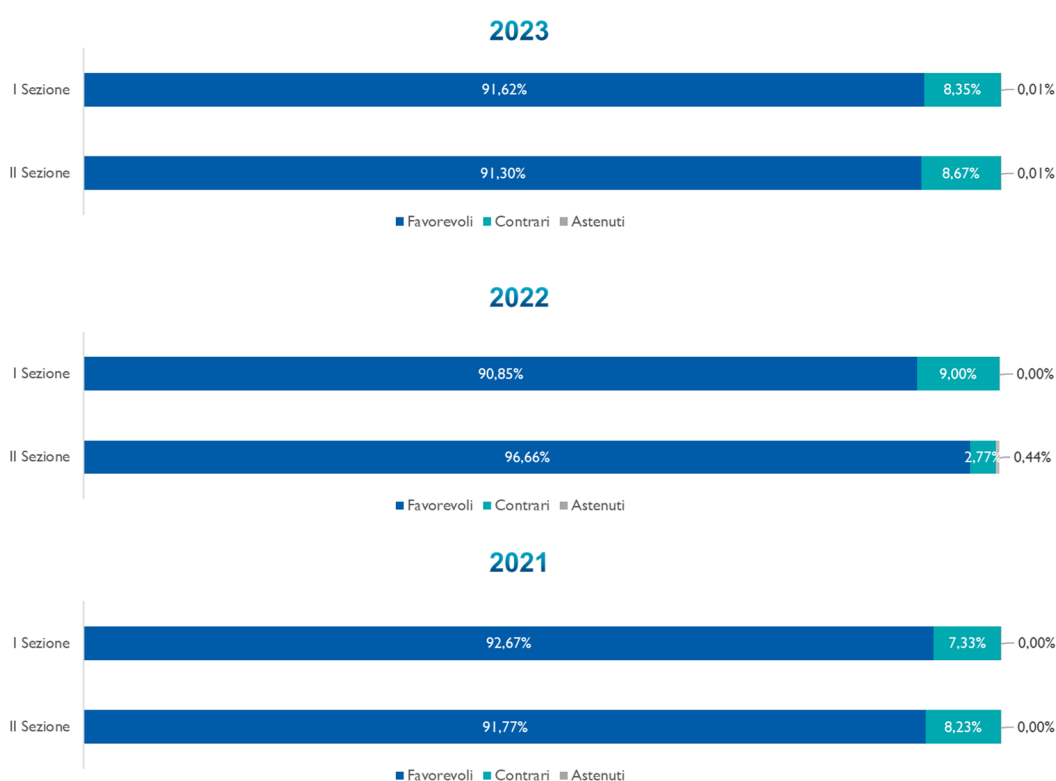 2023
I Sezione 91,62% 8,35% 0,01%
II Sezione 91,30% 8,67% 0,01%
Favorevoli Contrari Astenuti
2022
I Sezione 90,85% 9,00% 0,00%
II Sezione 96,66% 2,77% 0,44%
Favorevoli Contrari Astenuti
2021
I Sezione 92,67% 7,33% 0,00%
II Sezione 91,77% 8,23% 0,00%
Favorevoli Contrari Astenuti